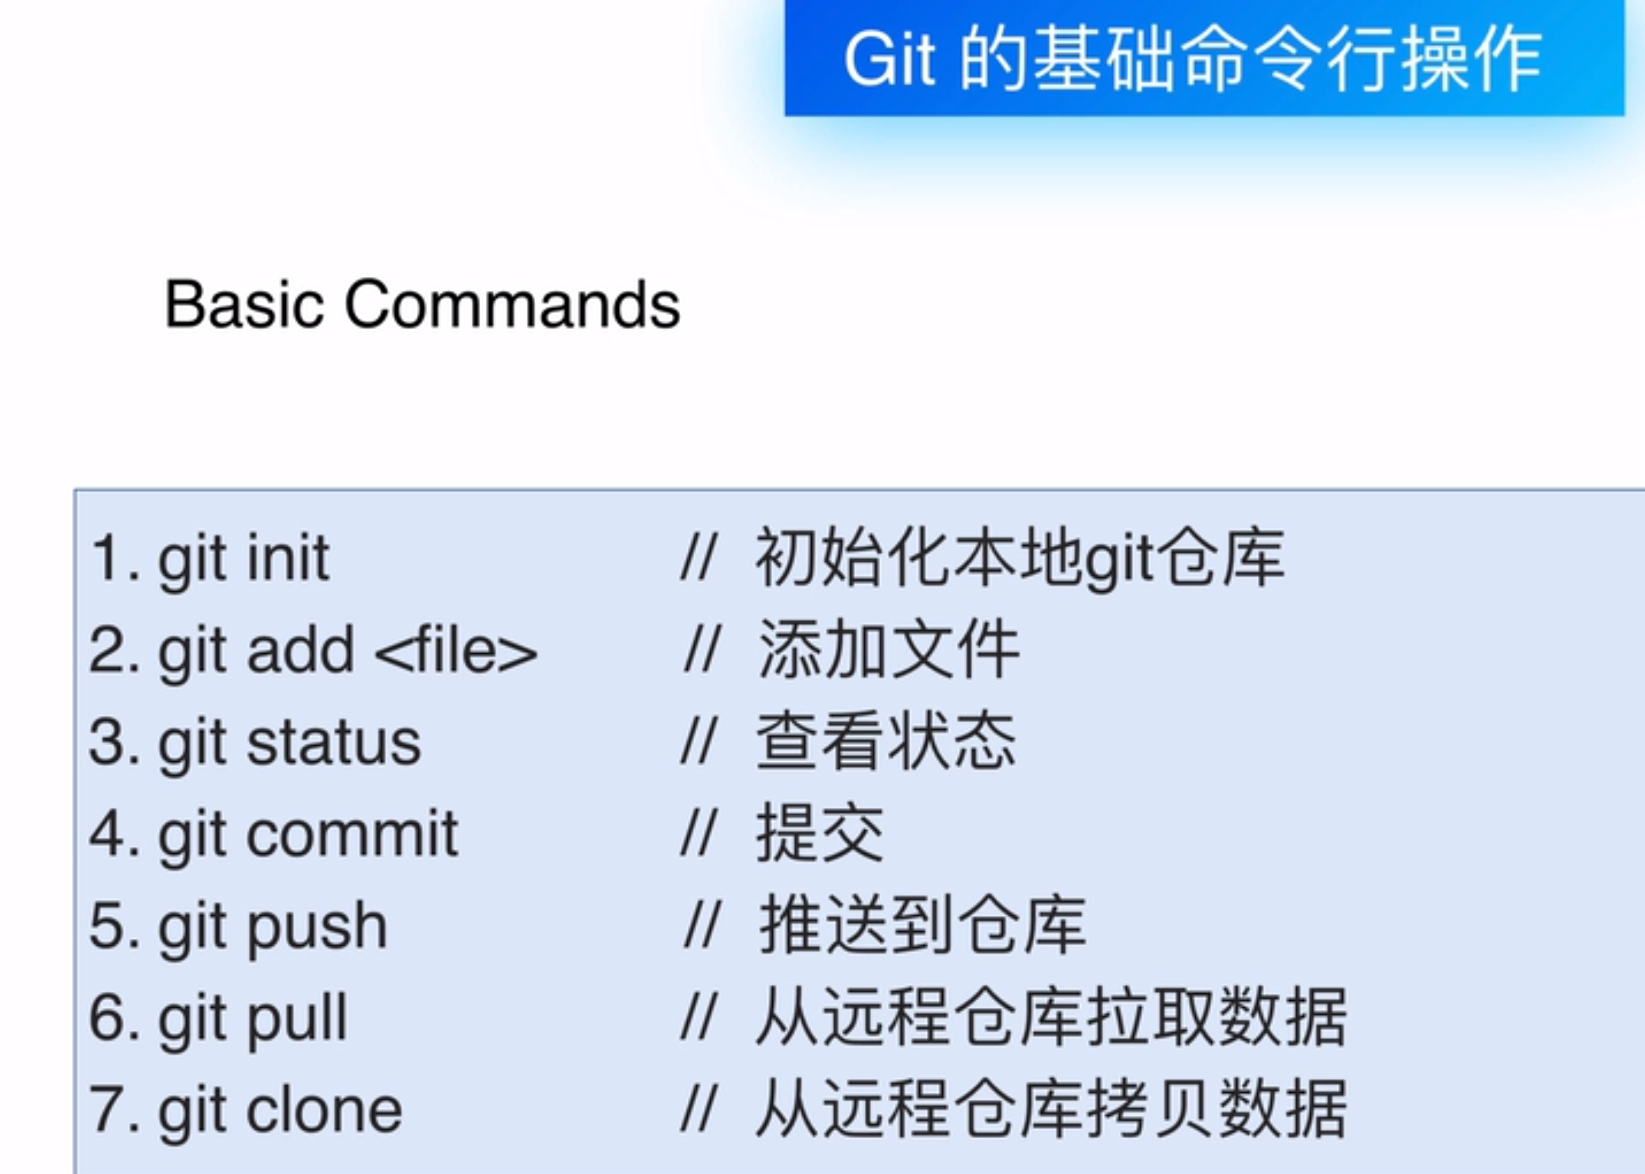 Git 的基础命令行操作
Basic Commands
1. git init // 初始化本地git仓库
2. git add <file> // 添加文件
3. git status // 查看状态
4. git commit // 提交
5. git push // 推送到仓库
6. git pull // 从远程仓库拉取数据
7. git clone // 从远程仓库拷贝数据